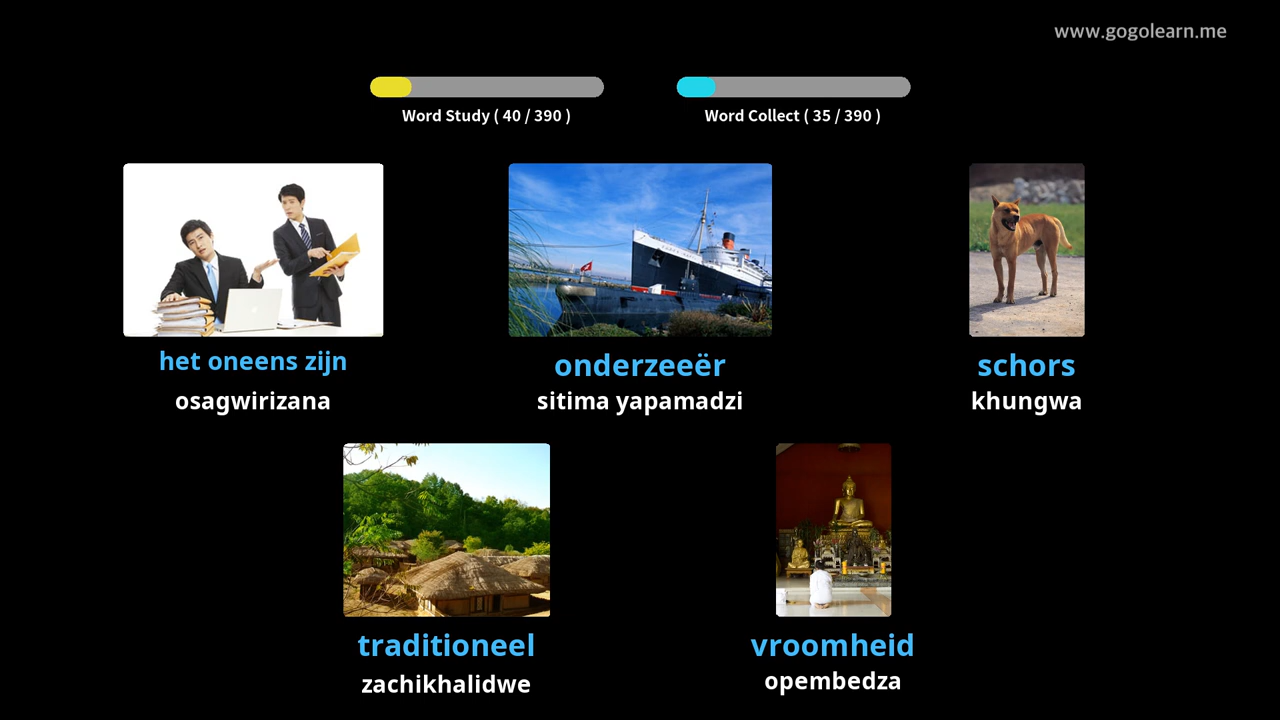 www.gogolearn.me
Word Study ( 40 / 390 )
Word Collect ( 35 / 390 )
het oneens zijn
osagwirizana
onderzeeër
sitima yapamadzi
schors
khungwa
traditioneel
zachikhalidwe
vroomheid
opembedza